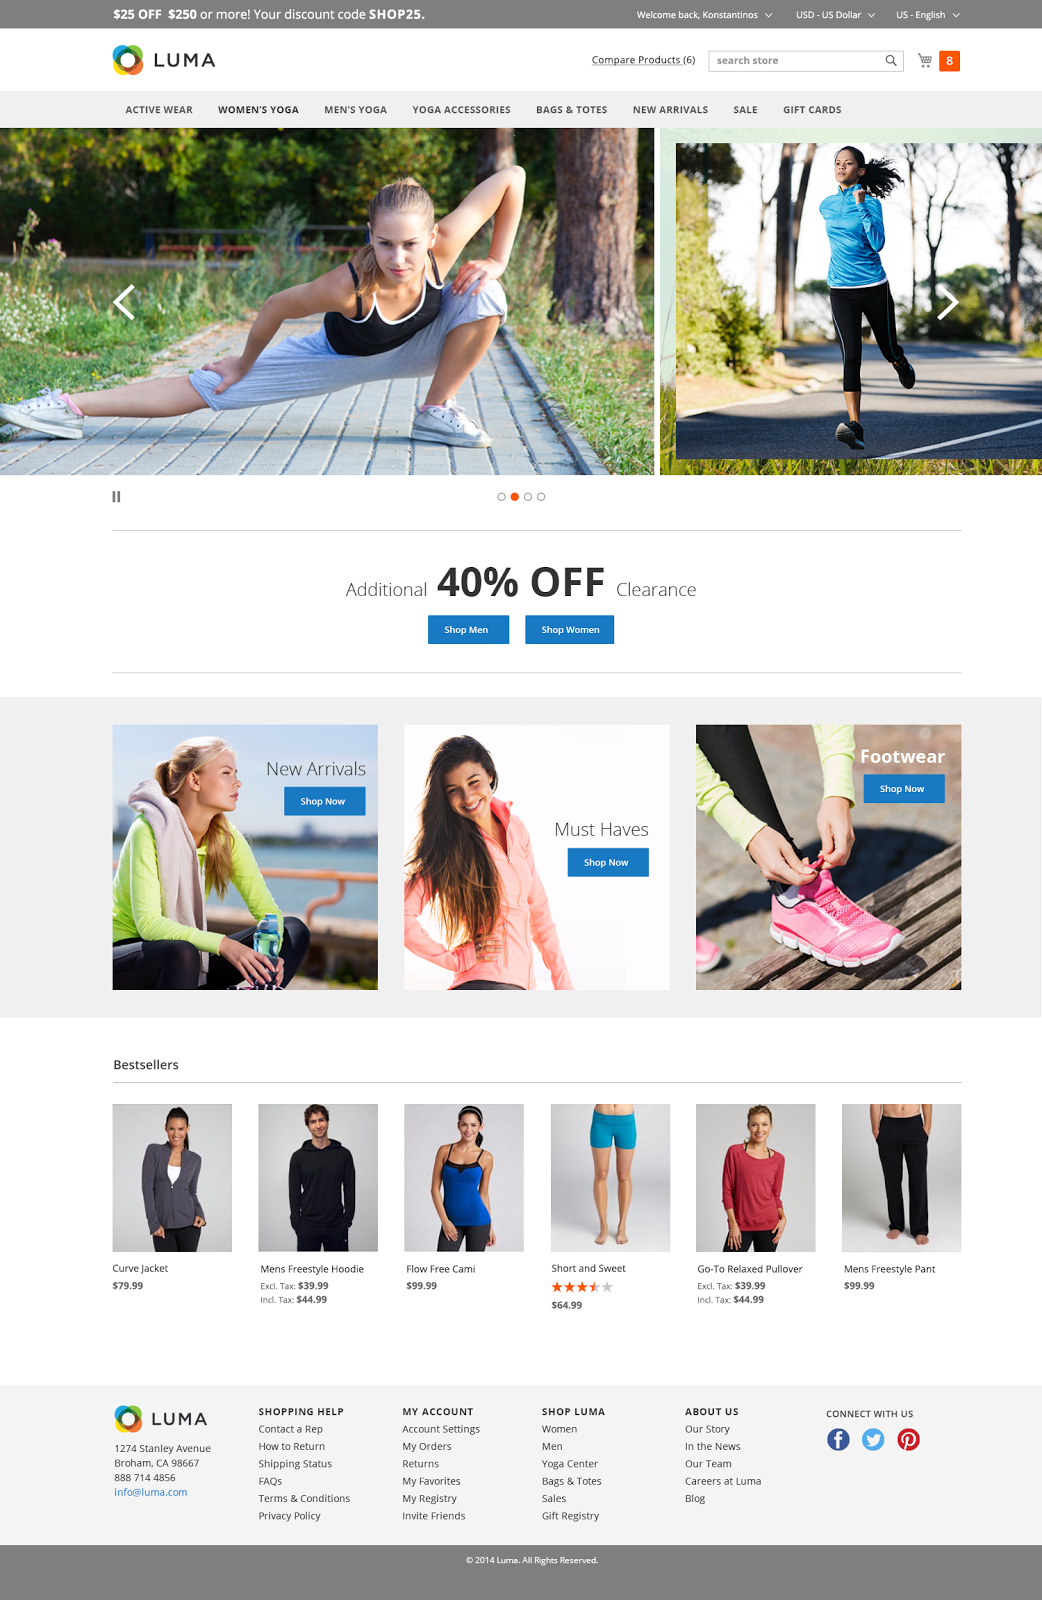 $25 OFF $250 or more! Your discount code SHOP25.
Welcome back, Konstantinos
USD - US Dollar
US - English
LUMA
Compare Products (6)
search store
8
ACTIVE WEAR
WOMEN'S YOGA
MEN'S YOGA
YOGA ACCESSORIES
BAGS & TOTES
NEW ARRIVALS
SALE
GIFT CARDS
Additional 40% OFF Clearance
Shop Men
Shop Women
New Arrivals
Shop Now
Must Haves
Shop Now
Footwear
Shop Now
Bestsellers
Curve Jacket
$79.99
Mens Freestyle Hoodie
Excl. Tax: $39.99
Incl. Tax: $44.99
Flow Free Cami
$99.99
Short and Sweet
$64.99
Go-To Relaxed Pullover
Excl. Tax: $39.99
Incl. Tax: $44.99
Mens Freestyle Pant
$99.99
LUMA
1274 Stanley Avenue
Broham, CA 98667
888 714 4856
info@luma.com
SHOPPING HELP
Contact a Rep
How to Return
Shipping Status
FAQs
Terms & Conditions
Privacy Policy
MY ACCOUNT
Account Settings
My Orders
Returns
My Favorites
My Registry
Invite Friends
SHOP LUMA
Women
Men
Yoga Center
Bags & Totes
Sales
Gift Registry
ABOUT US
Our Story
In the News
Our Team
Careers at Luma
Blog
CONNECT WITH US
© 2014 Luma. All Rights Reserved.